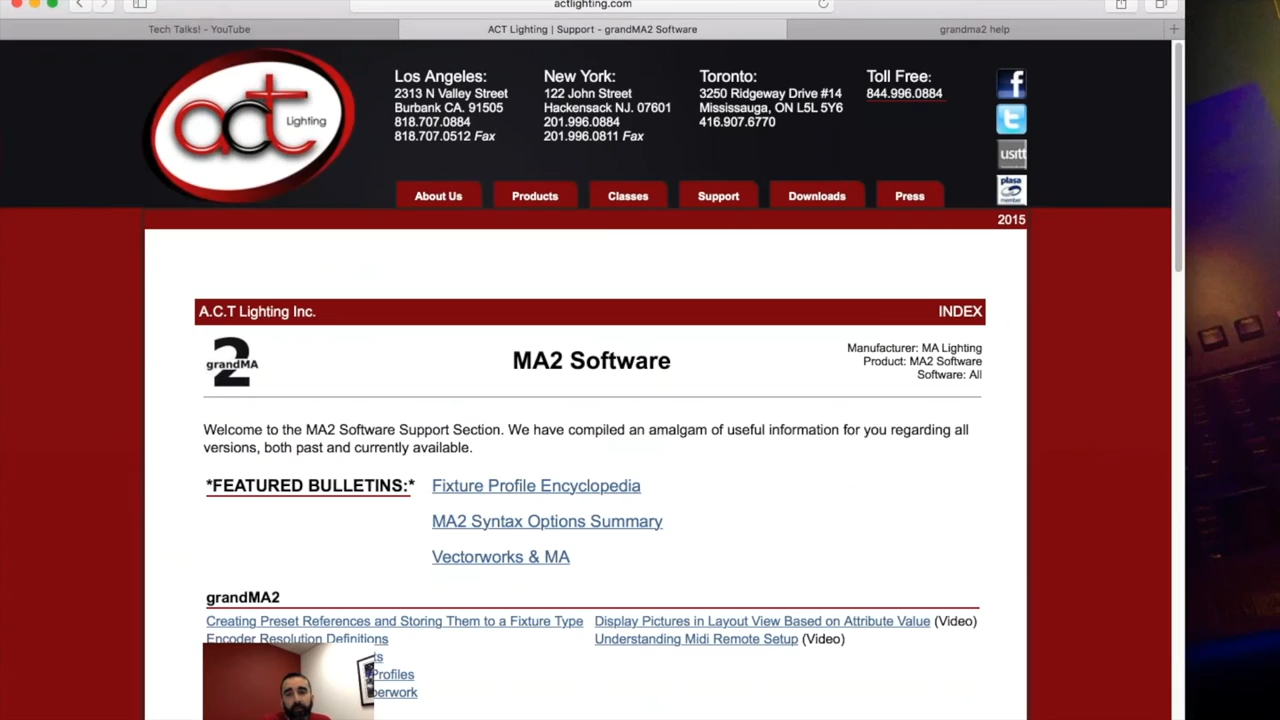 actlighting.com
Tech Talks! - YouTube
ACT Lighting | Support - grandMA2 Software
grandma2 help
act
Lighting
Los Angeles:
2313 N Valley Street
Burbank CA. 91505
818.707.0884
818.707.0512 Fax
New York:
122 John Street
Hackensack NJ. 07601
201.996.0884
201.996.0811 Fax
Toronto:
3250 Ridgeway Drive #14
Mississauga, ON L5L 5Y6
416.907.6770
Toll Free:
844.996.0884
f
t
usitt
plasa
member
About Us
Products
Classes
Support
Downloads
Press
2015
A.C.T Lighting Inc.
INDEX
2
grandMA
MA2 Software
Manufacturer: MA Lighting
Product: MA2 Software
Software: All
Welcome to the MA2 Software Support Section. We have compiled an amalgam of useful information for you regarding all
versions, both past and currently available.
*FEATURED BULLETINS:*
Fixture Profile Encyclopedia
MA2 Syntax Options Summary
Vectorworks & MA
grandMA2
Creating Preset References and Storing Them to a Fixture Type
Display Pictures in Layout View Based on Attribute Value (Video)
Encoder Resolution Definitions
Understanding Midi Remote Setup (Video)
ts
Profiles
perwork